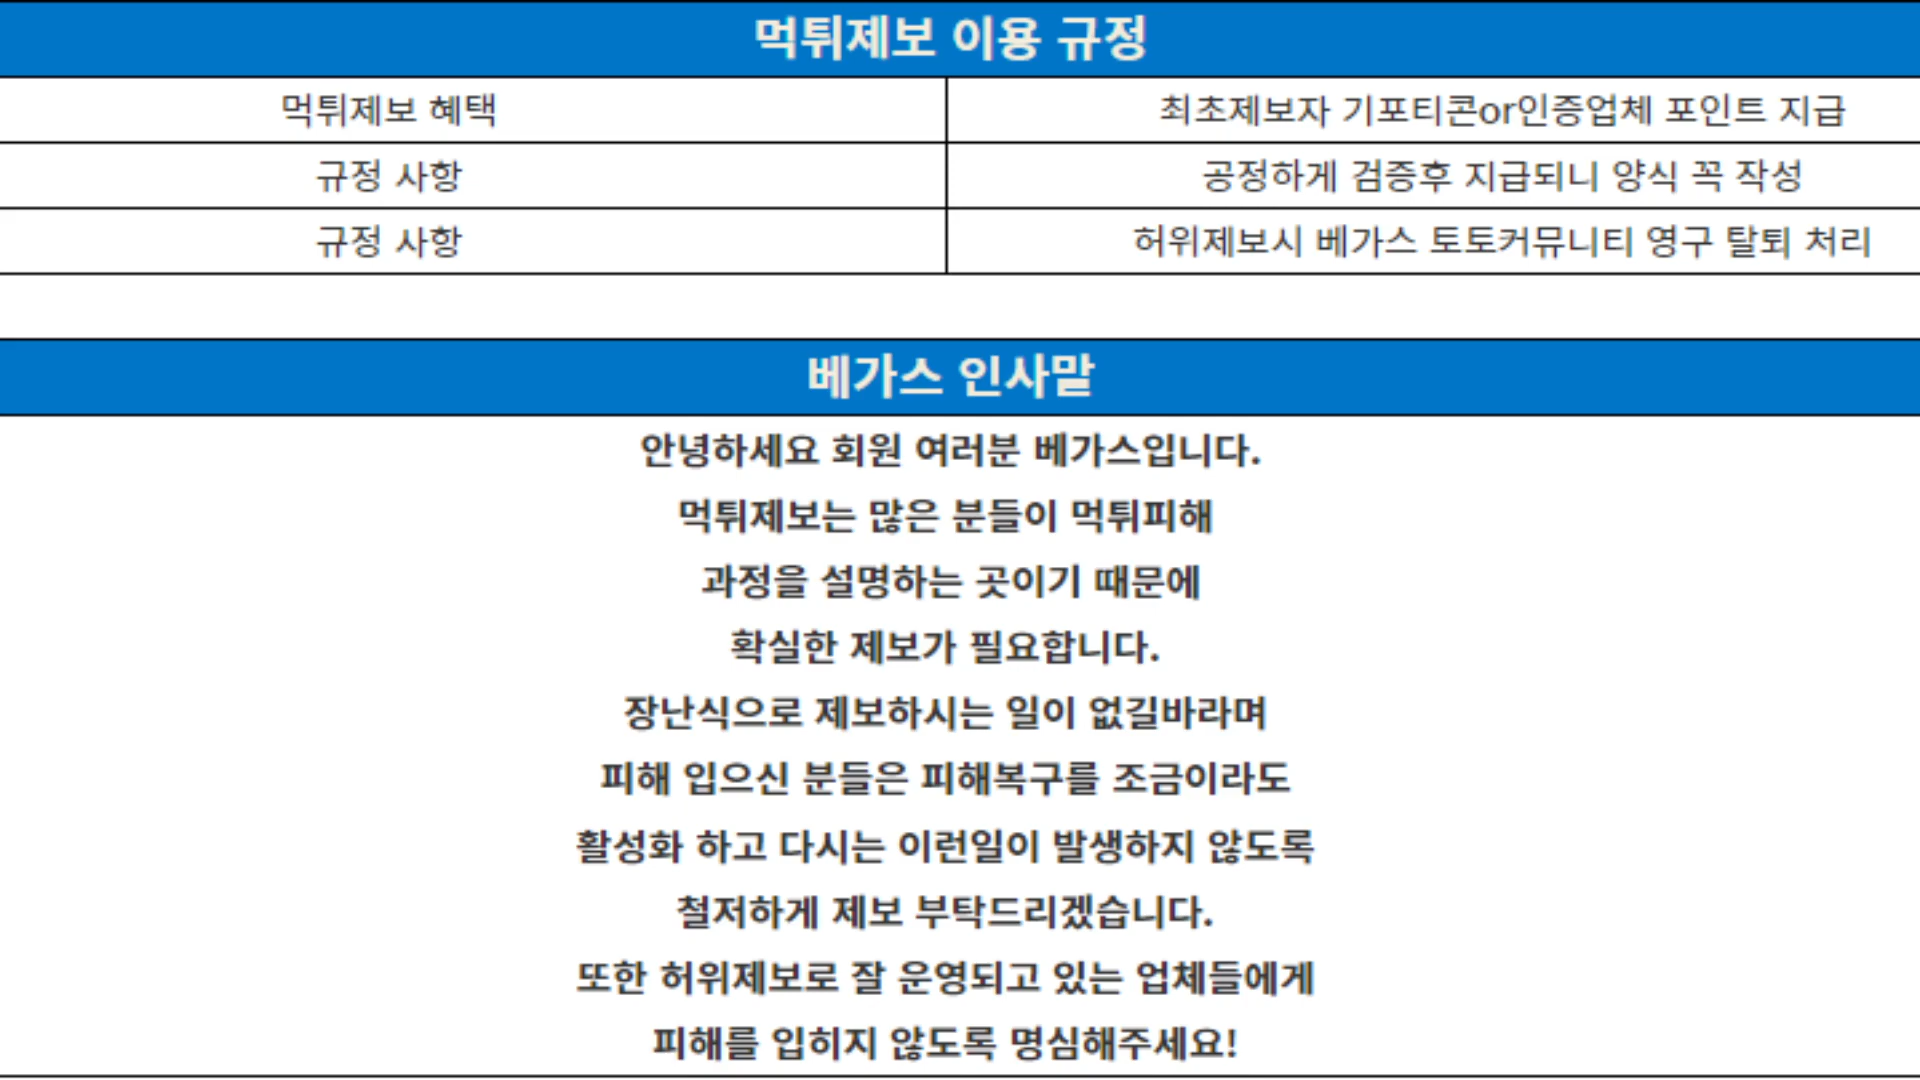 먹튀제보 이용 규정
먹튀제보 혜택
최초제보자 기포티콘or인증업체 포인트 지급
규정 사항
공정하게 검증후 지급되니 양식 꼭 작성
규정 사항
허위제보시 베가스 토토커뮤니티 영구 탈퇴 처리
베가스 인사말
안녕하세요 회원 여러분 베가스입니다.
먹튀제보는 많은 분들이 먹튀피해
과정을 설명하는 곳이기 때문에
확실한 제보가 필요합니다.
장난식으로 제보하시는 일이 없길바라며
피해 입으신 분들은 피해복구를 조금이라도
활성화 하고 다시는 이런일이 발생하지 않도록
철저하게 제보 부탁드리겠습니다.
또한 허위제보로 잘 운영되고 있는 업체들에게
피해를 입히지 않도록 명심해주세요!